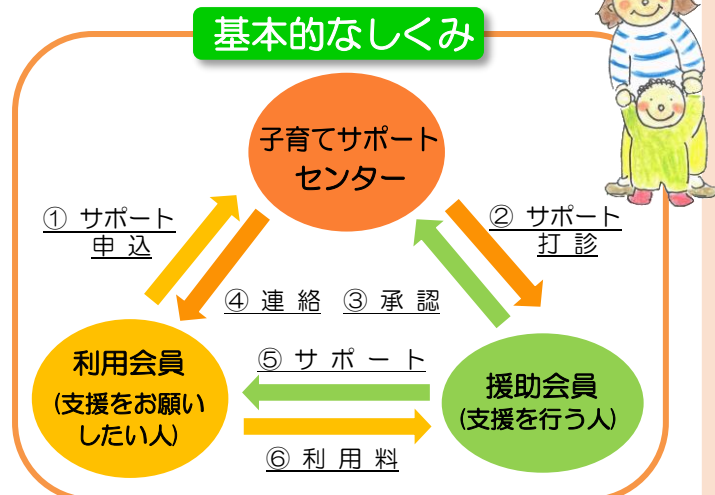 基本的なしくみ
子育てサポート
センター
① サポート
申 込
② サポート
打 診
④ 連 絡
③ 承 認
利用会員
(支援をお願い
したい人)
⑤ サ ポ ー ト
援助会員
(支援を行う人)
⑥ 利 用 料